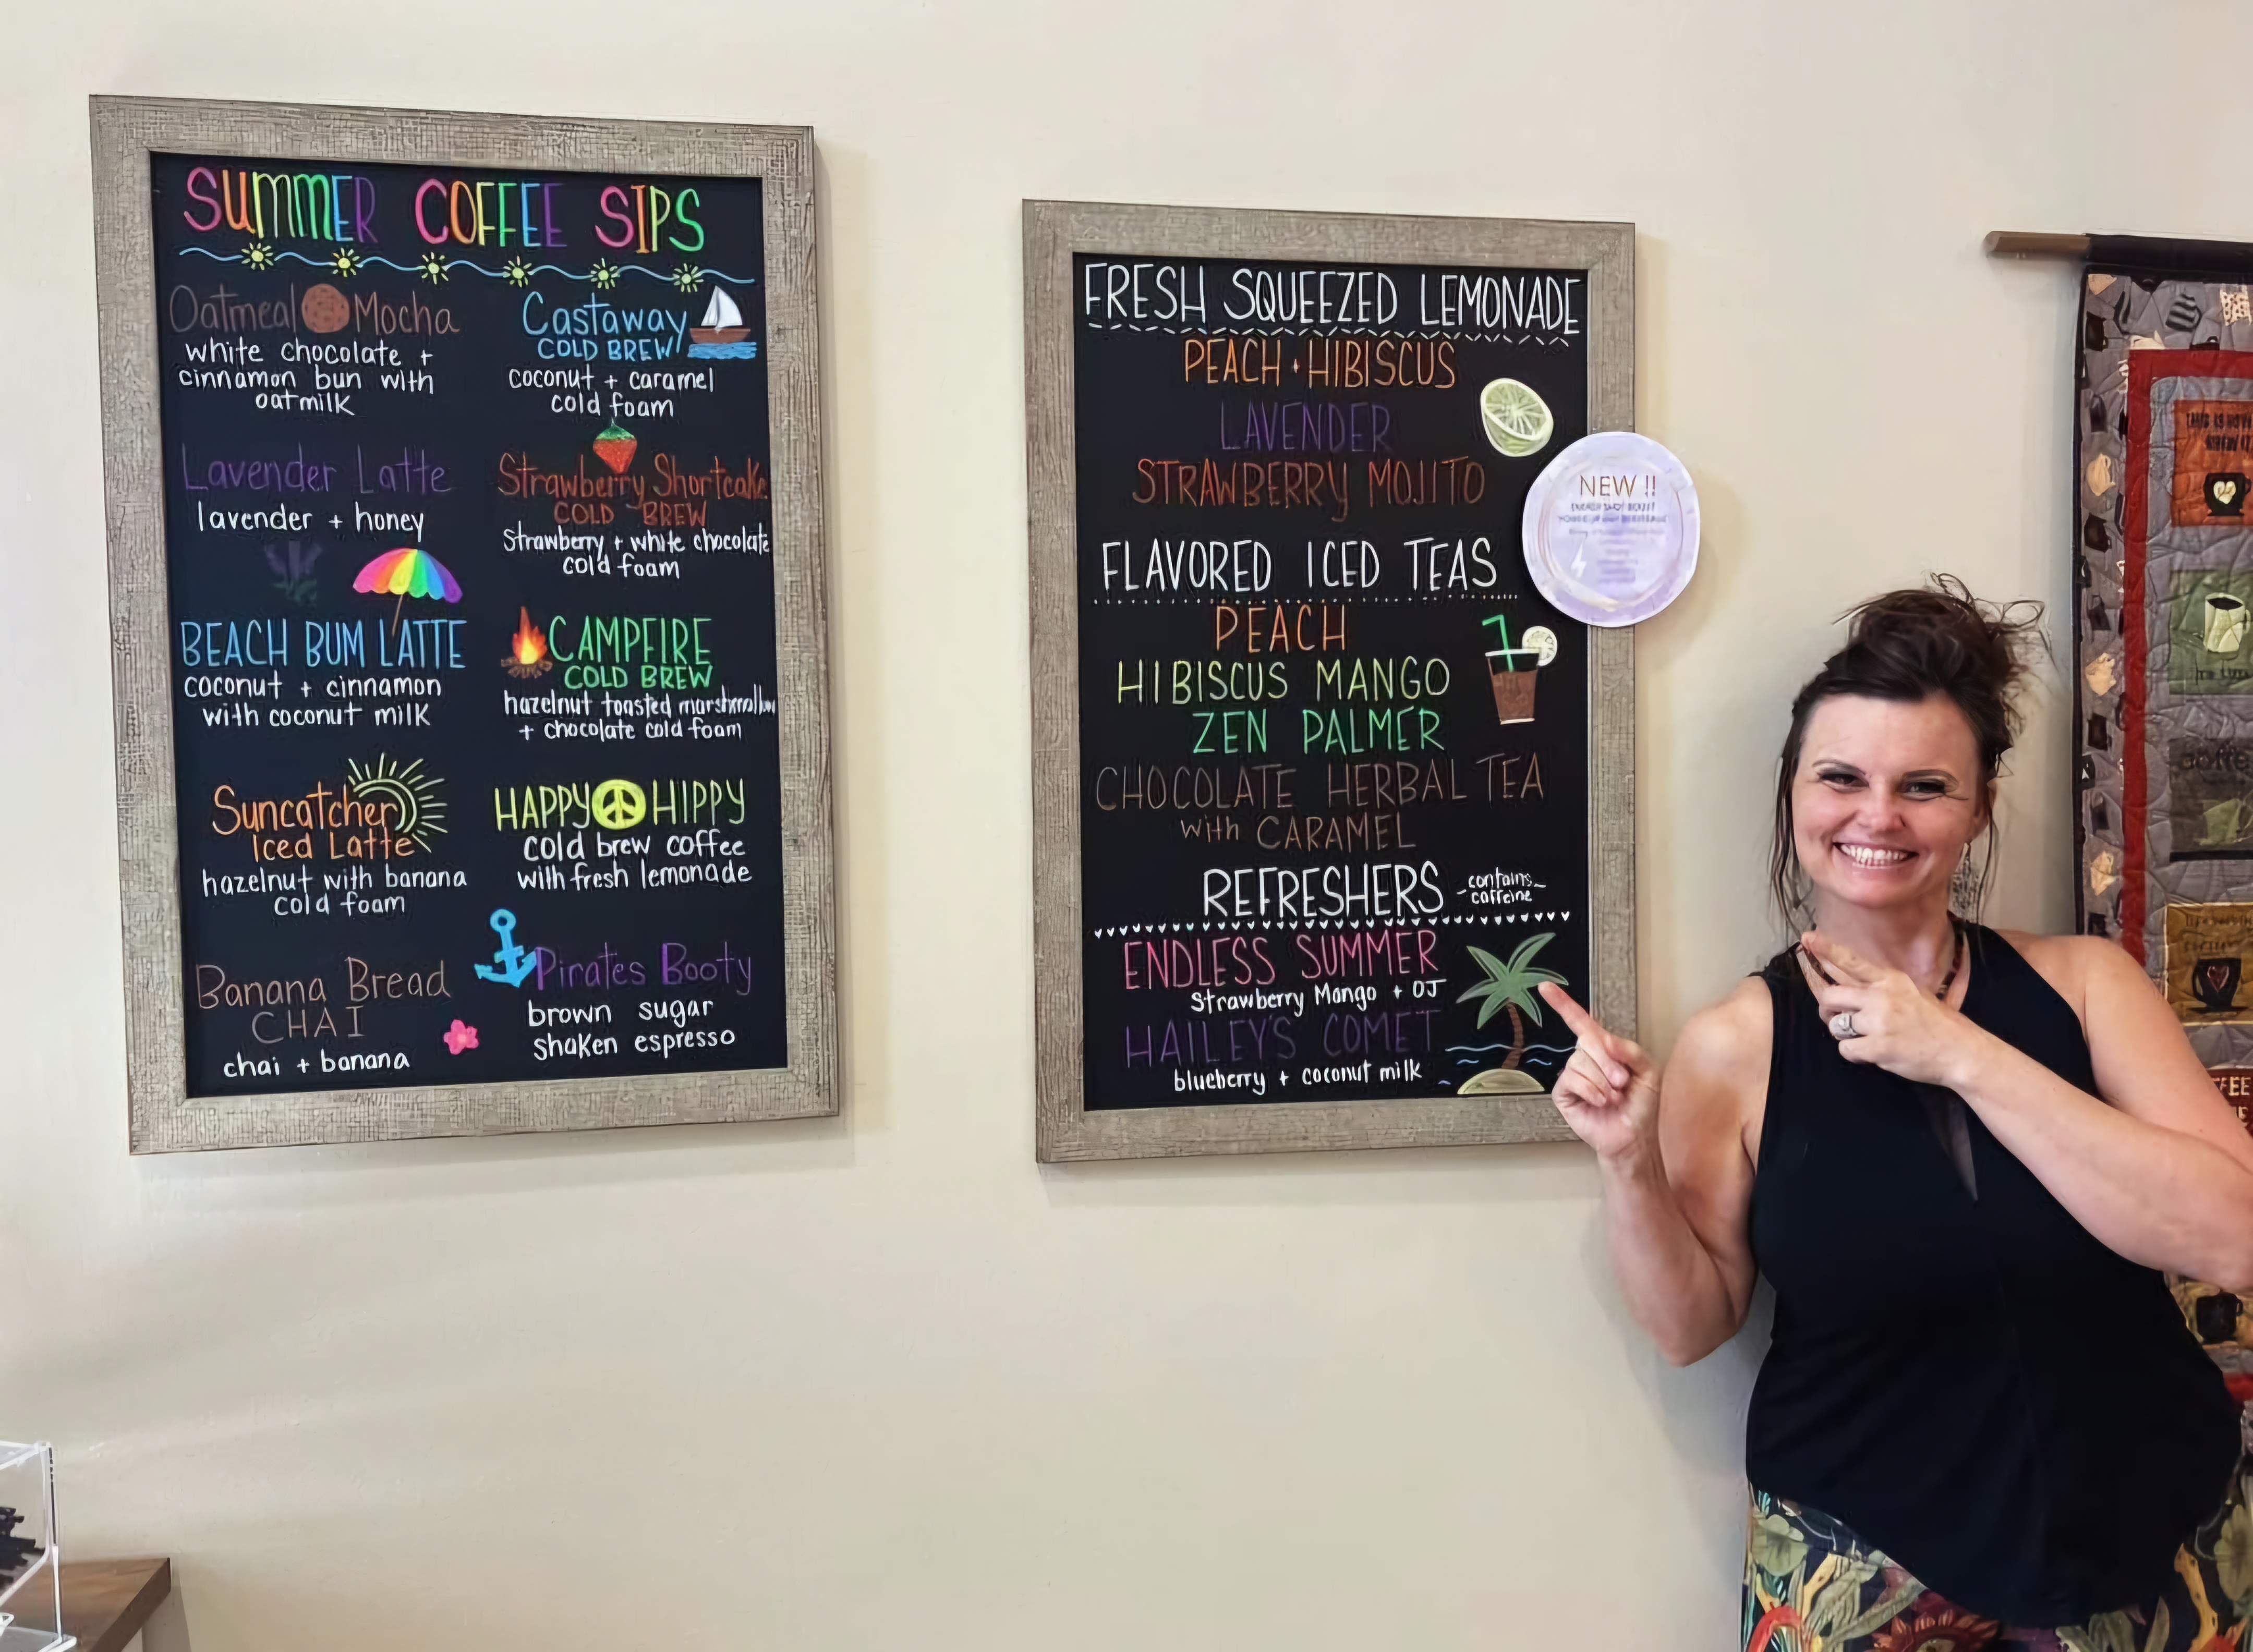 SUMMER COFFEE SIPS
Oatmeal Mocha
white chocolate +
cinnamon bun with
oatmilk
Lavender Latte
lavender + honey
BEACH BUM LATTE
coconut + cinnamon
with coconut milk
Suncatcher
Iced Latte
hazelnut with banana
cold foam
Banana Bread
CHAI
chai + banana
Castaway
COLD BREW
coconut + caramel
cold foam
Strawberry Shortcake
COLD BREW
strawberry + white chocolate
cold foam
CAMPFIRE
COLD BREW
hazelnut toasted marshmallow
+ chocolate cold foam
HAPPY HIPPY
cold brew coffee
with fresh lemonade
Pirates Booty
brown sugar
shaken espresso
FRESH SQUEEZED LEMONADE
PEACH • HIBISCUS
LAVENDER
STRAWBERRY MOJITO
FLAVORED ICED TEAS
PEACH
HIBISCUS MANGO
ZEN PALMER
CHOCOLATE HERBAL TEA
with CARAMEL
REFRESHERS -contains-
caffeine
ENDLESS SUMMER
Strawberry Mango + OJ
HAILEY'S COMET
blueberry + coconut milk
NEW !!